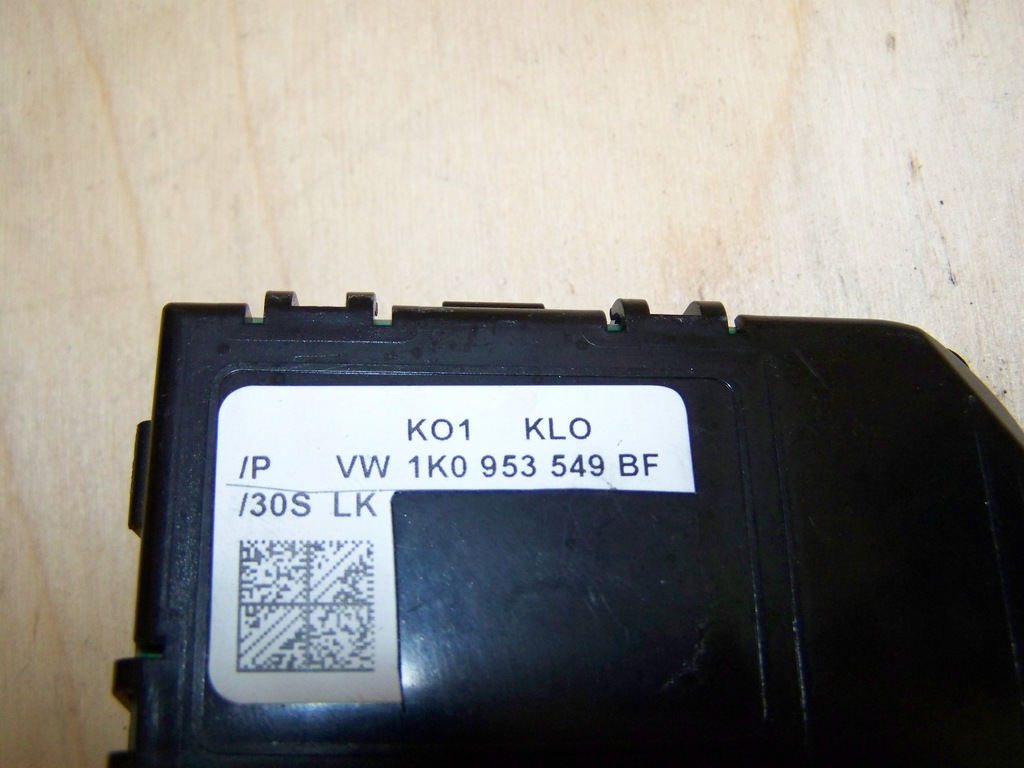 KO1 KLO
/P VW 1K0 953 549 BF
/30S LK